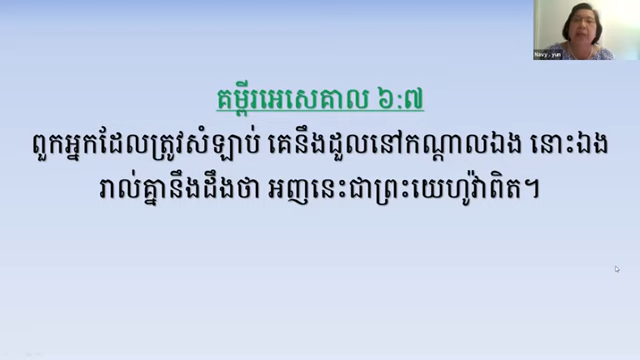 Navy.yun
គម្ពីរអេសេគាល ៦:៧
ពួកអ្នកដែលត្រូវសំឡាប់ គេនឹងដួលនៅកណ្តាលឯង នោះឯង
រាល់គ្នានឹងដឹងថា អញនេះជាព្រះយេហូវ៉ាពិត។